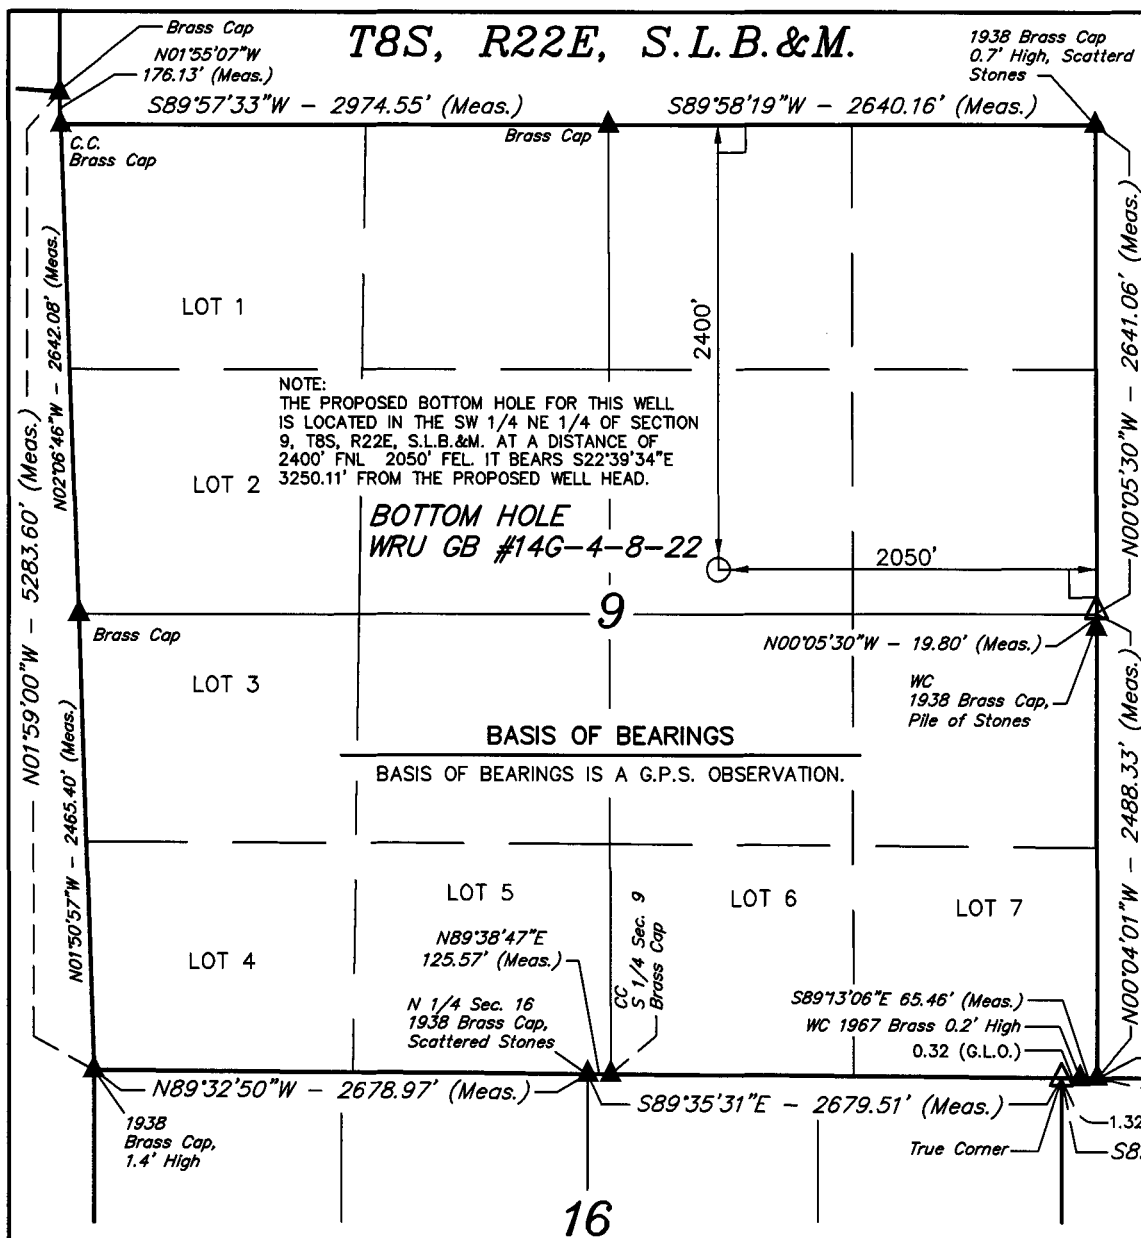 T8S, R22E, S.L.B.&M.
Brass Cap
N01°55'07"W
176.13' (Meas.)
S89°57'33"W - 2974.55' (Meas.)
S89°58'19"W - 2640.16' (Meas.)
1938 Brass Cap
0.7' High, Scatterd
Stones
C.C.
Brass Cap
Brass Cap
N02°06'46"W - 2642.08' (Meas.)
N01°59'00"W - 5283.60' (Meas.)
LOT 1
2400'
N00°05'30"W - 2641.06' (Meas.)
NOTE:
THE PROPOSED BOTTOM HOLE FOR THIS WELL
IS LOCATED IN THE SW 1/4 NE 1/4 OF SECTION
9, T8S, R22E, S.L.B.&M. AT A DISTANCE OF
2400' FNL 2050' FEL. IT BEARS S22°39'34"E
3250.11' FROM THE PROPOSED WELL HEAD.
LOT 2
BOTTOM HOLE
WRU GB #14G-4-8-22
2050'
9
Brass Cap
N00°05'30"W - 19.80' (Meas.)
LOT 3
WC
1938 Brass Cap,
Pile of Stones
BASIS OF BEARINGS
BASIS OF BEARINGS IS A G.P.S. OBSERVATION.
N01°50'57"W - 2465.40' (Meas.)
N00°04'01"W - 2488.33' (Meas.)
LOT 5
LOT 6
LOT 7
CC
S 1/4 Sec. 9
Brass Cap
N89°38'47"E
125.57' (Meas.)
LOT 4
N 1/4 Sec. 16
1938 Brass Cap,
Scattered Stones
S89°13'06"E 65.46' (Meas.)
WC 1967 Brass 0.2' High
0.32 (G.L.O.)
N89°32'50"W - 2678.97' (Meas.)
S89°35'31"E - 2679.51' (Meas.)
1938
Brass Cap,
1.4' High
1.32
True Corner
S8
16